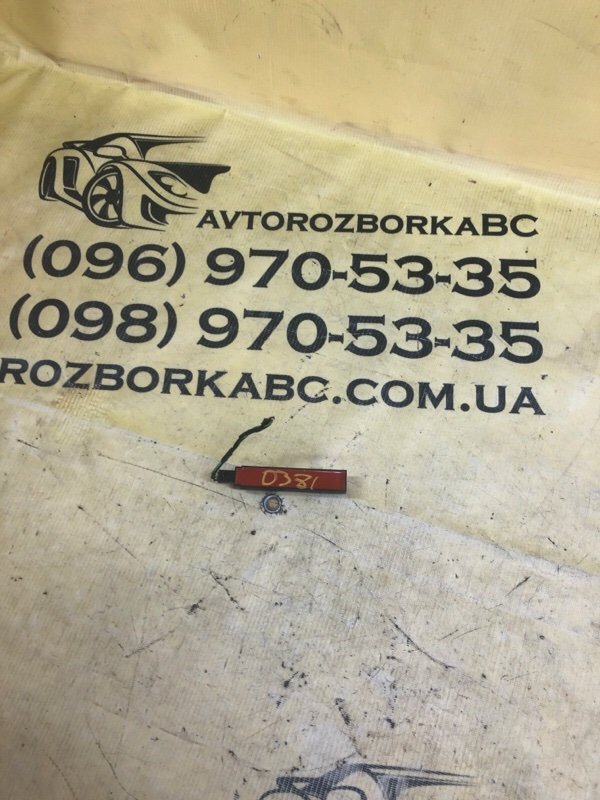 AVTOROZBORKABC
(096) 970-53-35
(098) 970-53-35
ROZBORKABC.COM.UA
0381